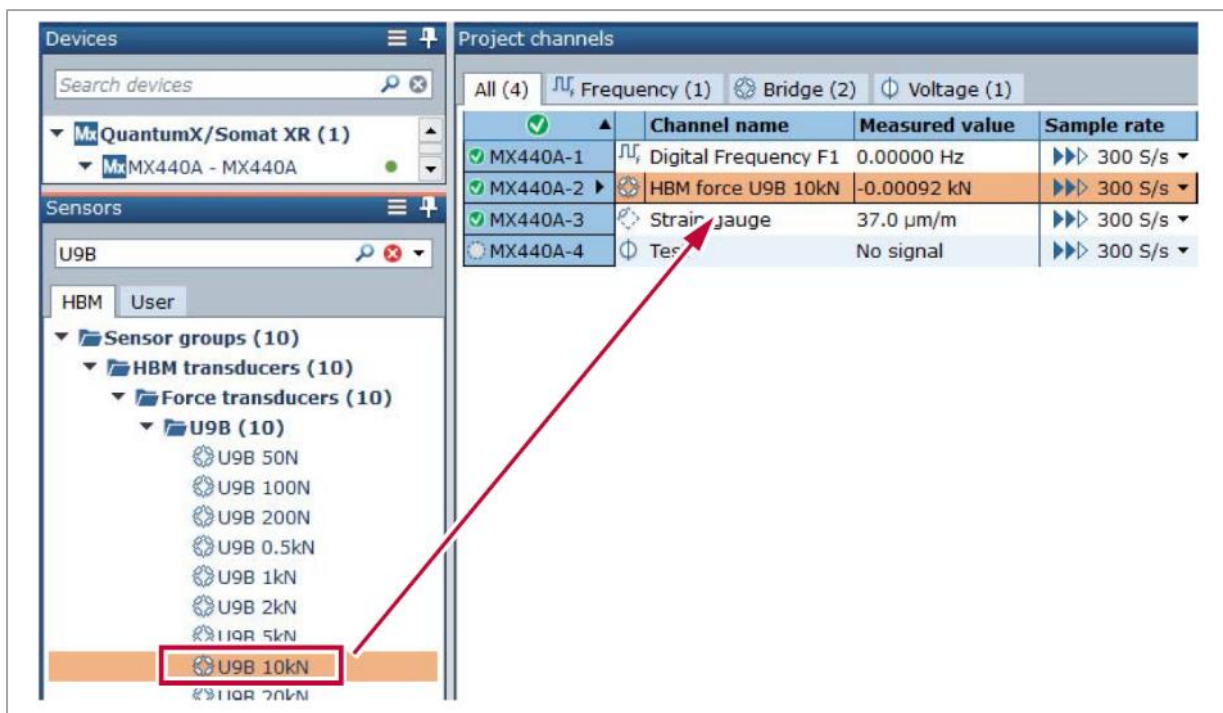 Devices
Search devices
MxQuantumX/Somat XR (1)
MxMX440A - MX440A
Sensors
U9B
HBM User
Sensor groups (10)
HBM transducers (10)
Force transducers (10)
U9B (10)
U9B 50N
U9B 100N
U9B 200N
U9B 0.5kN
U9B 1kN
U9B 2kN
U9B 5kN
U9B 10kN
U9B 20kN
Project channels
All (4) Frequency (1) Bridge (2) Voltage (1)
Channel name Measured value Sample rate
MX440A-1 Digital Frequency F1 0.00000 Hz 300 S/s
MX440A-2 HBM force U9B 10kN -0.00092 kN 300 S/s
MX440A-3 Strain gauge 37.0 µm/m 300 S/s
MX440A-4 No signal 300 S/s